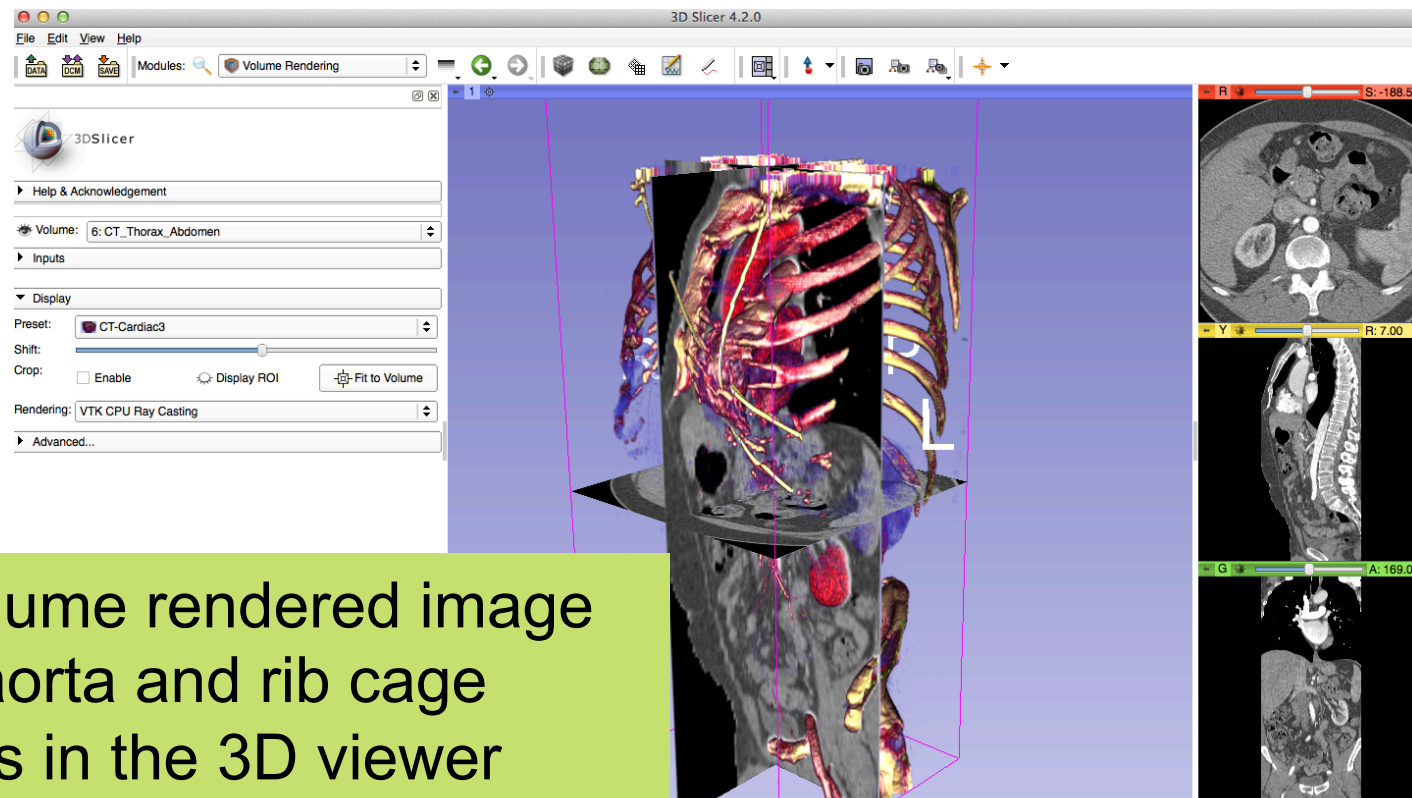 3D Slicer 4.2.0
File Edit View Help
DATA DCM SAVE Modules: Volume Rendering
1
3DSlicer
Help & Acknowledgement
Volume: 6: CT_Thorax_Abdomen
Inputs
Display
Preset: CT-Cardiac3
Shift:
Crop: Enable Display ROI Fit to Volume
Rendering: VTK CPU Ray Casting
Advanced...
P
L
R S: -188.5
Y R: 7.00
G A: 169.0
ume rendered image
aorta and rib cage
s in the 3D viewer